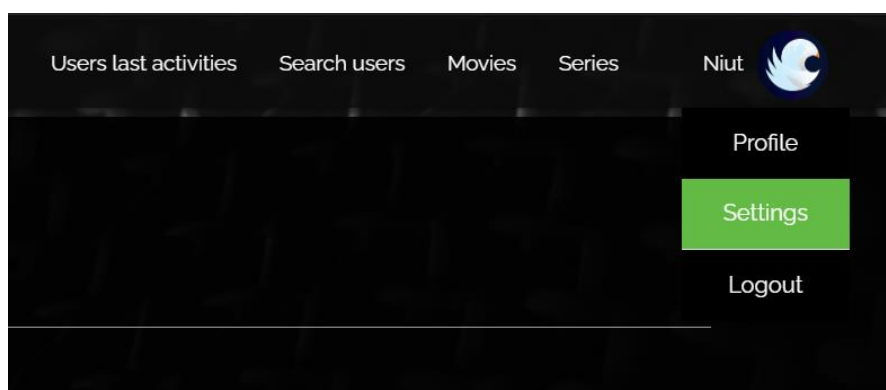 Users last activities Search users Movies Series Niut
Profile
Settings
Logout